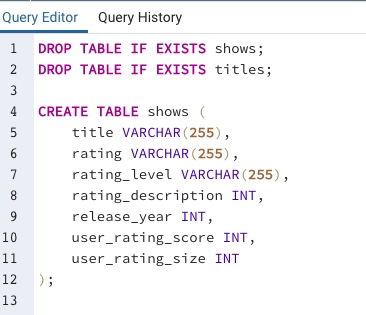 Query Editor Query History
1 DROP TABLE IF EXISTS shows;
2 DROP TABLE IF EXISTS titles;
3
4 CREATE TABLE shows (
5 title VARCHAR(255),
6 rating VARCHAR(255),
7 rating_level VARCHAR(255),
8 rating_description INT,
9 release_year INT,
10 user_rating_score INT,
11 user_rating_size INT
12 );
13